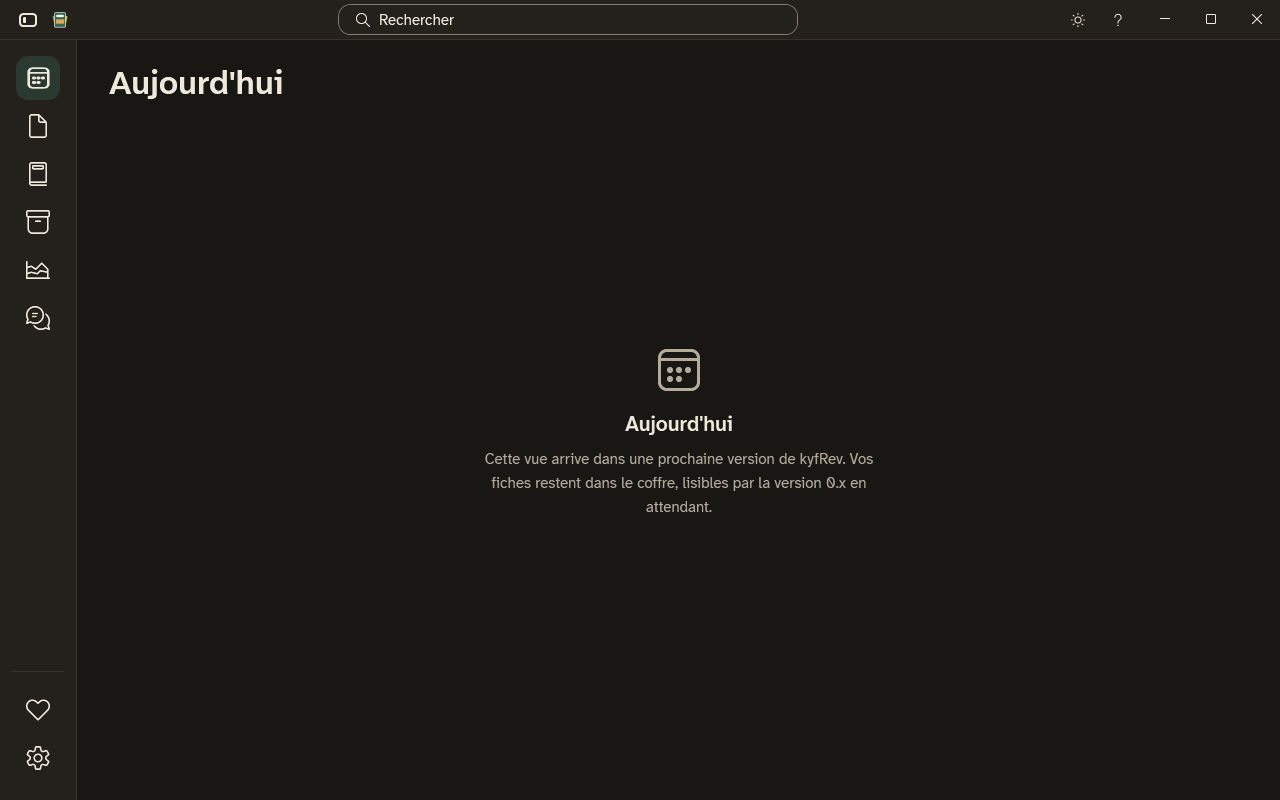 Rechercher
Aujourd'hui
Aujourd'hui
Cette vue arrive dans une prochaine version de kyfRev. Vos
fiches restent dans le coffre, lisibles par la version 0.x en
attendant.